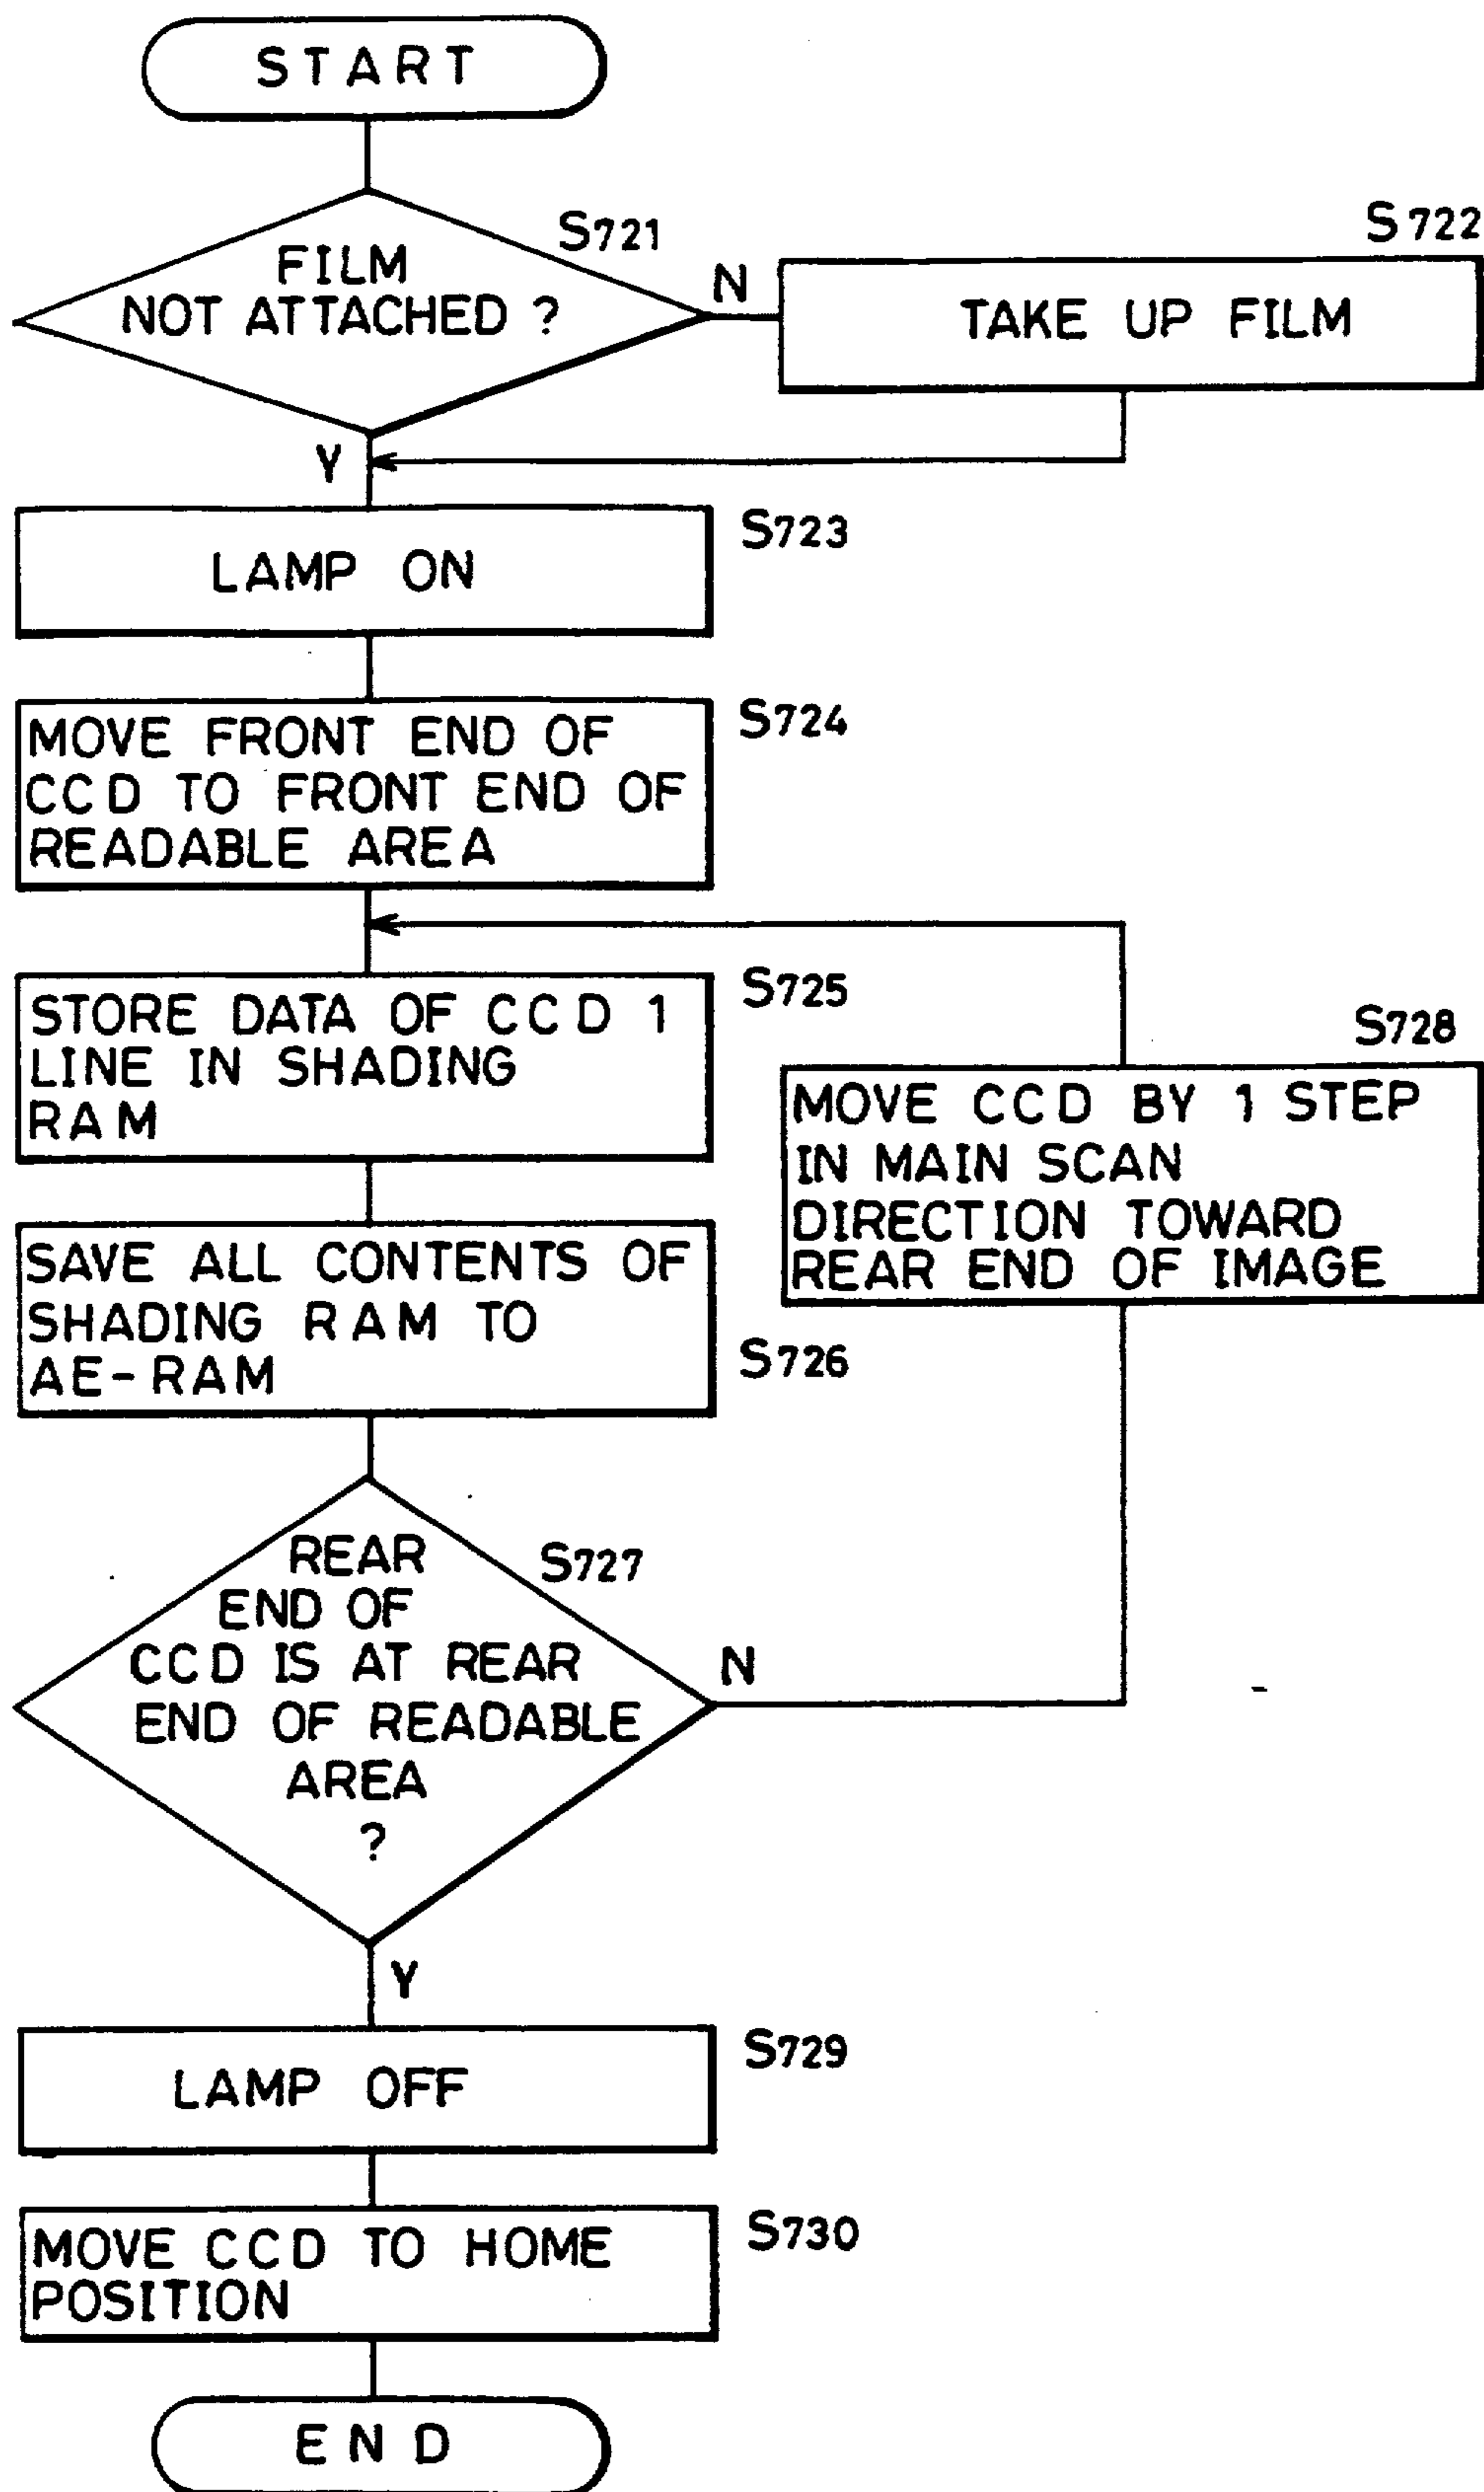 START
S721
FILM
NOT ATTACHED ?
N
S722
TAKE UP FILM
Y
S723
LAMP ON
S724
MOVE FRONT END OF
CCD TO FRONT END OF
READABLE AREA
S725
STORE DATA OF CCD 1
LINE IN SHADING
RAM
S728
MOVE CCD BY 1 STEP
IN MAIN SCAN
DIRECTION TOWARD
REAR END OF IMAGE
SAVE ALL CONTENTS OF
SHADING RAM TO
AE-RAM
S726
S727
REAR
END OF
CCD IS AT REAR
END OF READABLE
AREA
?
N
Y
S729
LAMP OFF
S730
MOVE CCD TO HOME
POSITION
END